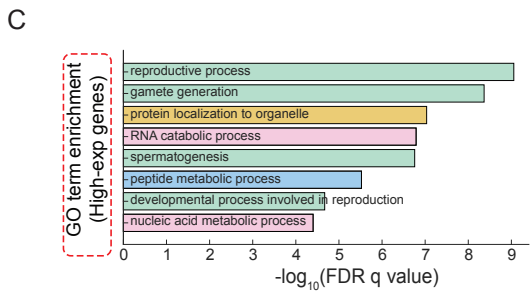 C
GO term enrichment
(High-exp genes)
reproductive process
gamete generation
protein localization to organelle
RNA catabolic process
spermatogenesis
peptide metabolic process
developmental process involved in reproduction
nucleic acid metabolic process
0 1 2 3 4 5 6 7 8 9
-log10(FDR q value)